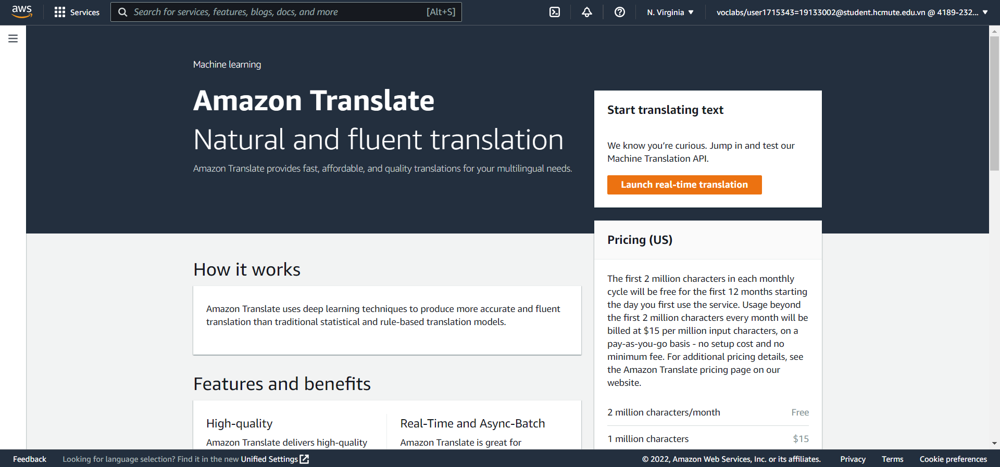 aws
Services
Search for services, features, blogs, docs, and more
[Alt+S]
N. Virginia
voclabs/user1715343=19133002@student.hcmute.edu.vn @ 4189-232...
Machine learning
Amazon Translate
Natural and fluent translation
Amazon Translate provides fast, affordable, and quality translations for your multilingual needs.
Start translating text
We know you’re curious. Jump in and test our
Machine Translation API.
Launch real-time translation
Pricing (US)
The first 2 million characters in each monthly
cycle will be free for the first 12 months starting
the day you first use the service. Usage beyond
the first 2 million characters every month will be
billed at $15 per million input characters, on a
pay-as-you-go basis - no setup cost and no
minimum fee. For additional pricing details, see
the Amazon Translate pricing page on our
website.
2 million characters/month
Free
1 million characters
$15
How it works
Amazon Translate uses deep learning techniques to produce more accurate and fluent
translation than traditional statistical and rule-based translation models.
Features and benefits
High-quality
Amazon Translate delivers high-quality
Real-Time and Async-Batch
Amazon Translate is great for
Feedback
Looking for language selection? Find it in the new Unified Settings
© 2022, Amazon Web Services, Inc. or its affiliates.
Privacy
Terms
Cookie preferences